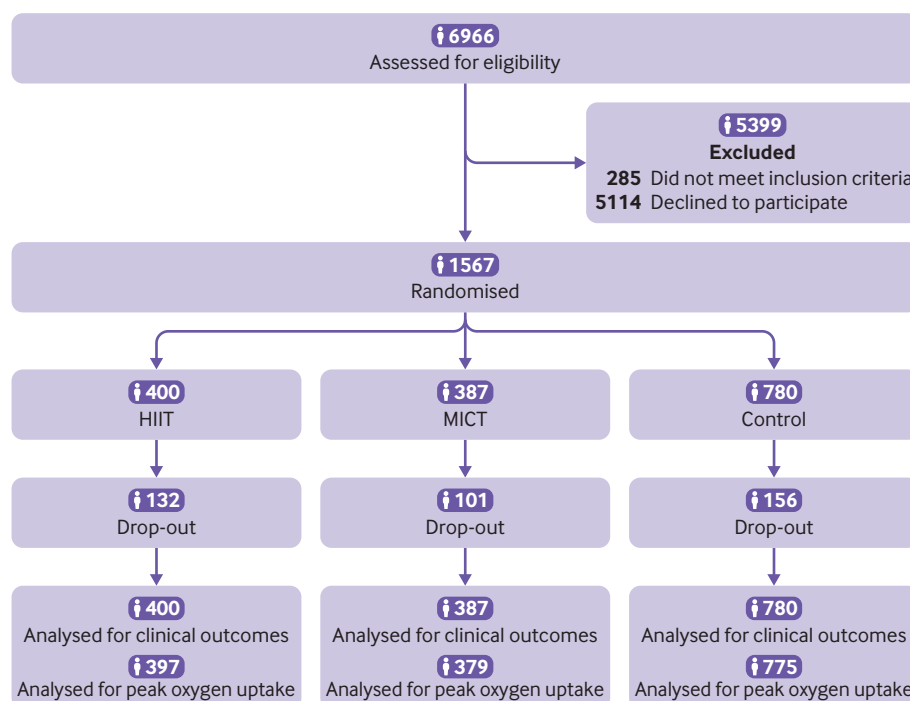 6966
Assessed for eligibility
5399
Excluded
285 Did not meet inclusion criteria
5114 Declined to participate
1567
Randomised
400
HIIT
387
MICT
780
Control
132
Drop-out
101
Drop-out
156
Drop-out
400
Analysed for clinical outcomes
397
Analysed for peak oxygen uptake
387
Analysed for clinical outcomes
379
Analysed for peak oxygen uptake
780
Analysed for clinical outcomes
775
Analysed for peak oxygen uptake